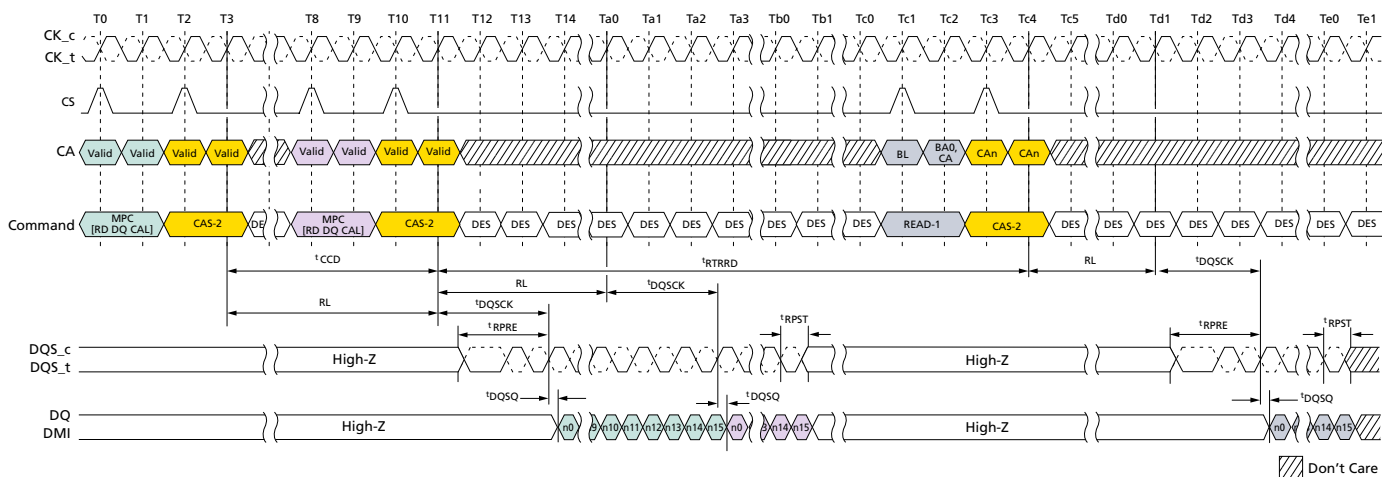 T0 T1 T2 T3 T8 T9 T10 T11 T12 T13 T14 Ta0 Ta1 Ta2 Ta3 Tb0 Tb1 Tc0 Tc1 Tc2 Tc3 Tc4 Tc5 Td0 Td1 Td2 Td3 Td4 Te0 Te1
CK_c
CK_t
CS
CA Valid Valid Valid Valid Valid Valid Valid Valid BL BA0, CA CAn CAn
Command MPC [RD DQ CAL] CAS-2 DE MPC [RD DQ CAL] CAS-2 DES DES DES DES DES DES DES DES DES DES READ-1 CAS-2 DES DES DES DES DES DES DES DES
tCCD tRTRRD RL tDQSCK
RL tDQSCK
RL tDQSCK
tRPRE tRPST tRPRE tRPST
DQS_c
DQS_t
High-Z High-Z
tDQSQ tDQSQ tDQSQ
DQ
DMI
High-Z n0 9 n10 n11 n12 n13 n14 n15 n0 3 n14 n15 High-Z n0 n14 n15
Don't Care